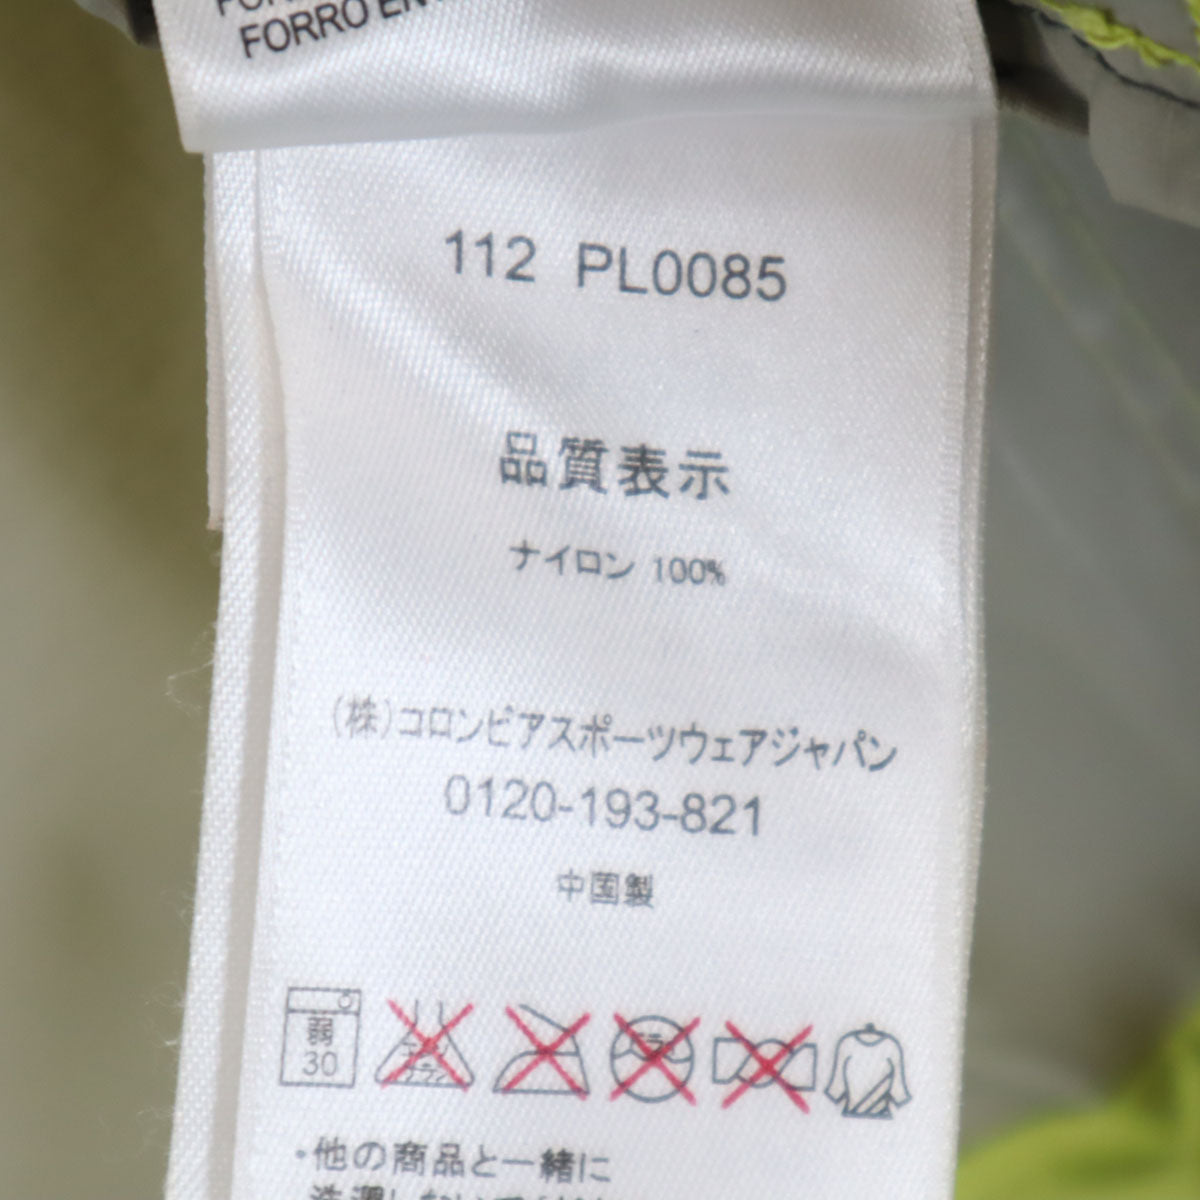 FORRO EN
112 PL0085
品質表示
ナイロン 100%
(株)コロンビアスポーツウェアジャパン
0120-193-821
中国製
弱
30
・他の商品と一緒に